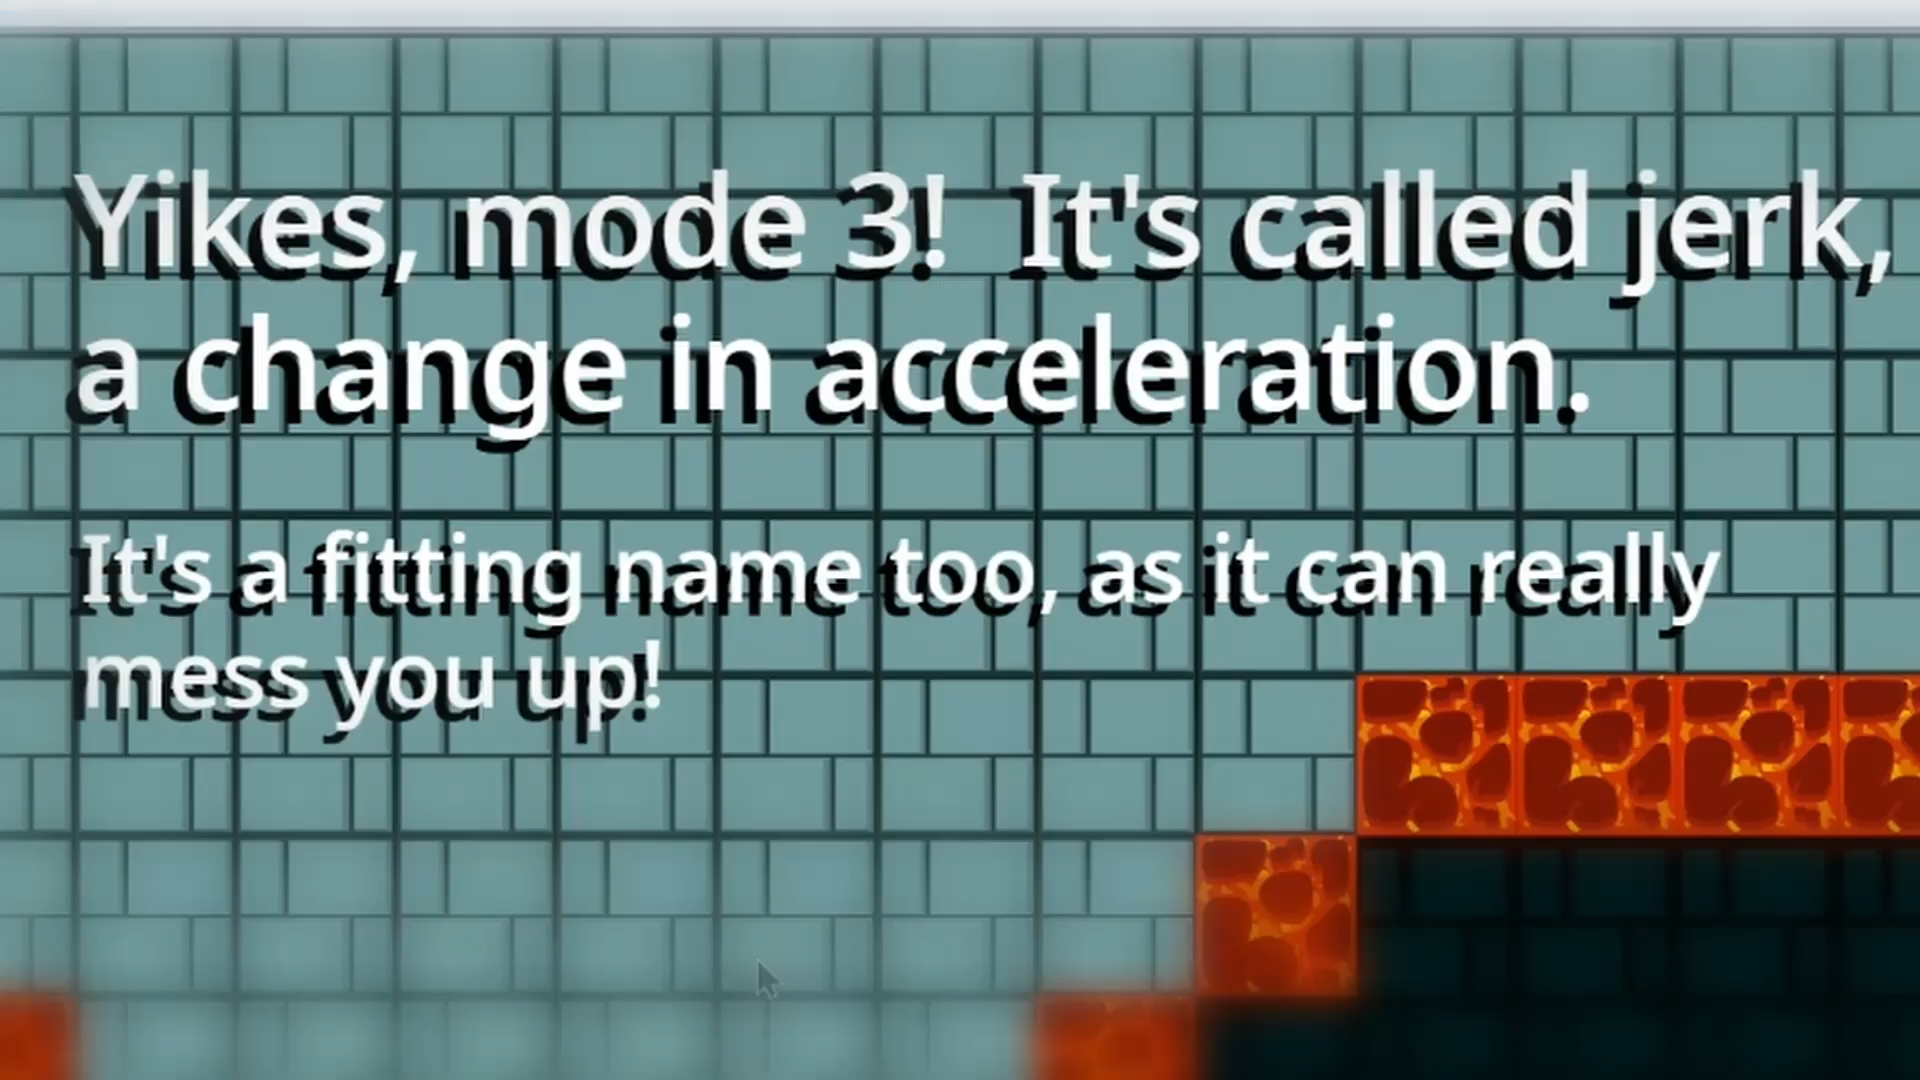 Yikes, mode 3!  It's called jerk,
a change in acceleration.
It's a fitting name too, as it can really
mess you up!